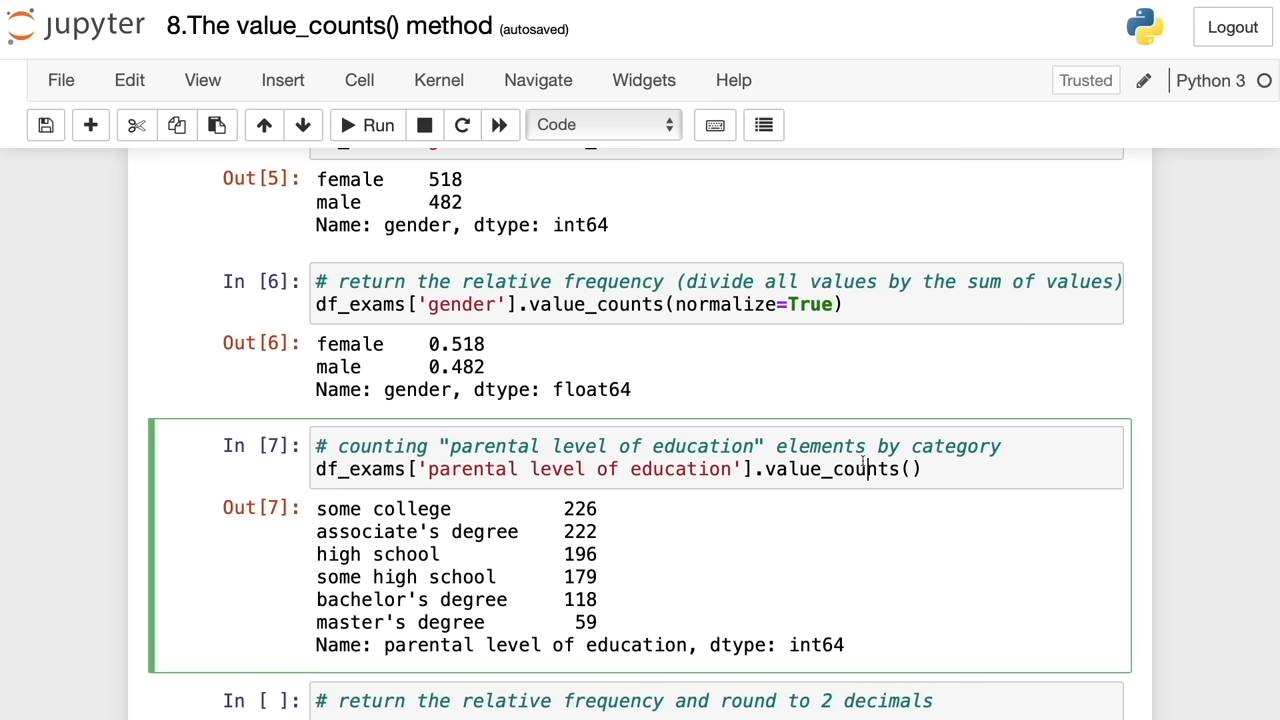 jupyter 8.The value_counts() method (autosaved) Logout
File Edit View Insert Cell Kernel Navigate Widgets Help Trusted Python 3
Run Code
Out[5]: female 518
male 482
Name: gender, dtype: int64
In [6]: # return the relative frequency (divide all values by the sum of values)
df_exams['gender'].value_counts(normalize=True)
Out[6]: female 0.518
male 0.482
Name: gender, dtype: float64
In [7]: # counting "parental level of education" elements by category
df_exams['parental level of education'].value_counts()
Out[7]: some college 226
associate's degree 222
high school 196
some high school 179
bachelor's degree 118
master's degree 59
Name: parental level of education, dtype: int64
In [ ]: # return the relative frequency and round to 2 decimals